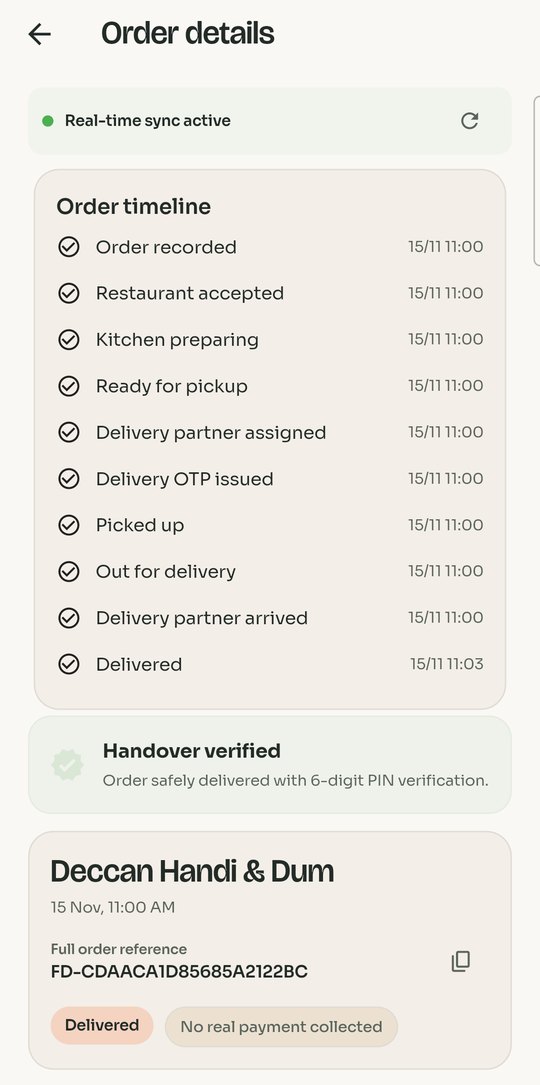 Order details
Real-time sync active
Order timeline
Order recorded 15/11 11:00
Restaurant accepted 15/11 11:00
Kitchen preparing 15/11 11:00
Ready for pickup 15/11 11:00
Delivery partner assigned 15/11 11:00
Delivery OTP issued 15/11 11:00
Picked up 15/11 11:00
Out for delivery 15/11 11:00
Delivery partner arrived 15/11 11:00
Delivered 15/11 11:03
Handover verified
Order safely delivered with 6-digit PIN verification.
Deccan Handi & Dum
15 Nov, 11:00 AM
Full order reference
FD-CDAACA1D85685A2122BC
Delivered No real payment collected